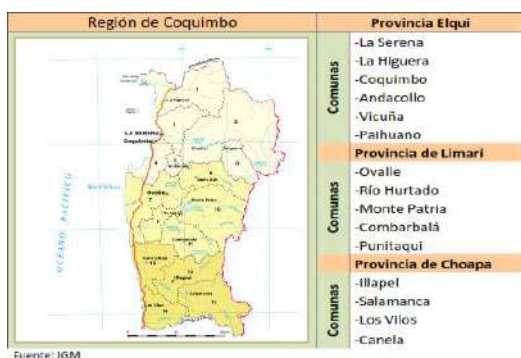 Región de Coquimbo
LA SERENA
Coquimbo
OCEANO PACIFICO
Provincia Elqui
Comunas
-La Serena
-La Higuera
-Coquimbo
-Andacollo
-Vicuña
-Paihuano
Provincia de Limarí
Comunas
-Ovalle
-Río Hurtado
-Monte Patria
-Combarbalá
-Punitaqui
Provincia de Choapa
Comunas
-Illapel
-Salamanca
-Los Vilos
-Canela
Fuente: IGM